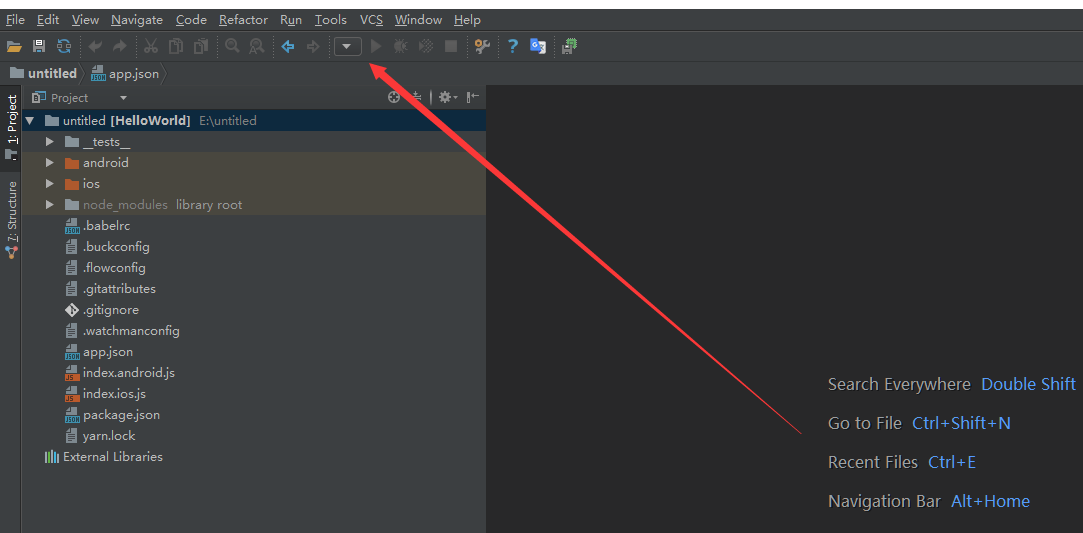 File Edit View Navigate Code Refactor Run Tools VCS Window Help
untitled app.json
Project
1: Project
7: Structure
untitled [HelloWorld] E:\untitled
__tests__
android
ios
node_modules library root
.babelrc
.buckconfig
.flowconfig
.gitattributes
.gitignore
.watchmanconfig
app.json
index.android.js
index.ios.js
package.json
yarn.lock
External Libraries
Search Everywhere Double Shift
Go to File Ctrl+Shift+N
Recent Files Ctrl+E
Navigation Bar Alt+Home